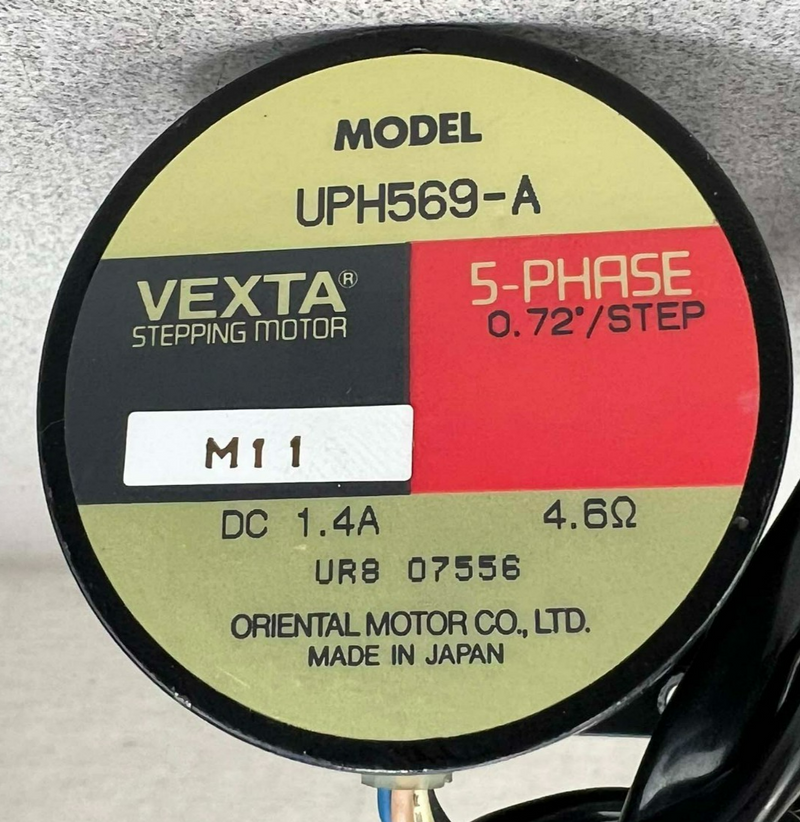 MODEL
UPH569-A
VEXTA®
STEPPING MOTOR
5-PHASE
0.72°/STEP
M11
DC 1.4A 4.6Ω
UR8 07556
ORIENTAL MOTOR CO., LTD.
MADE IN JAPAN